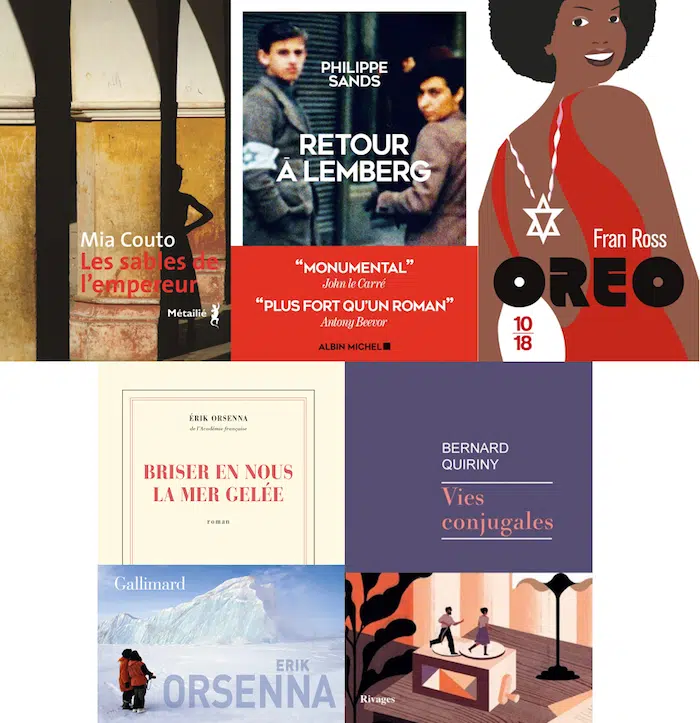 Mia Couto
Les sables de
l'empereur
Métailié
PHILIPPE
SANDS
RETOUR
À LEMBERG
“MONUMENTAL”
John le Carré
“PLUS FORT QU'UN ROMAN”
Antony Beevor
ALBIN MICHEL
Fran Ross
OREO
10
18
ÉRIK ORSENNA
de l'Académie française
BRISER EN NOUS
LA MER GELÉE
roman
Gallimard
ERIK
ORSENNA
BERNARD
QUIRINY
Vies
conjugales
Rivages